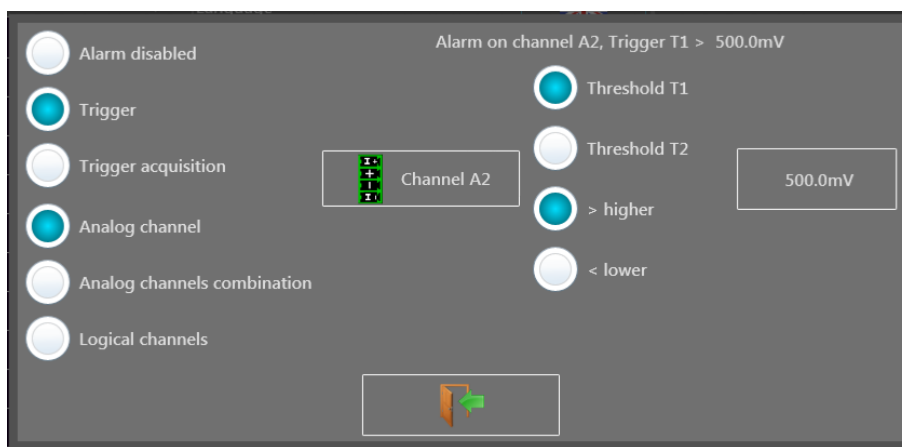 Alarm disabled
Trigger
Trigger acquisition
Analog channel
Analog channels combination
Logical channels
Channel A2
Alarm on channel A2, Trigger T1 > 500.0mV
Threshold T1
Threshold T2
> higher
< lower
500.0mV